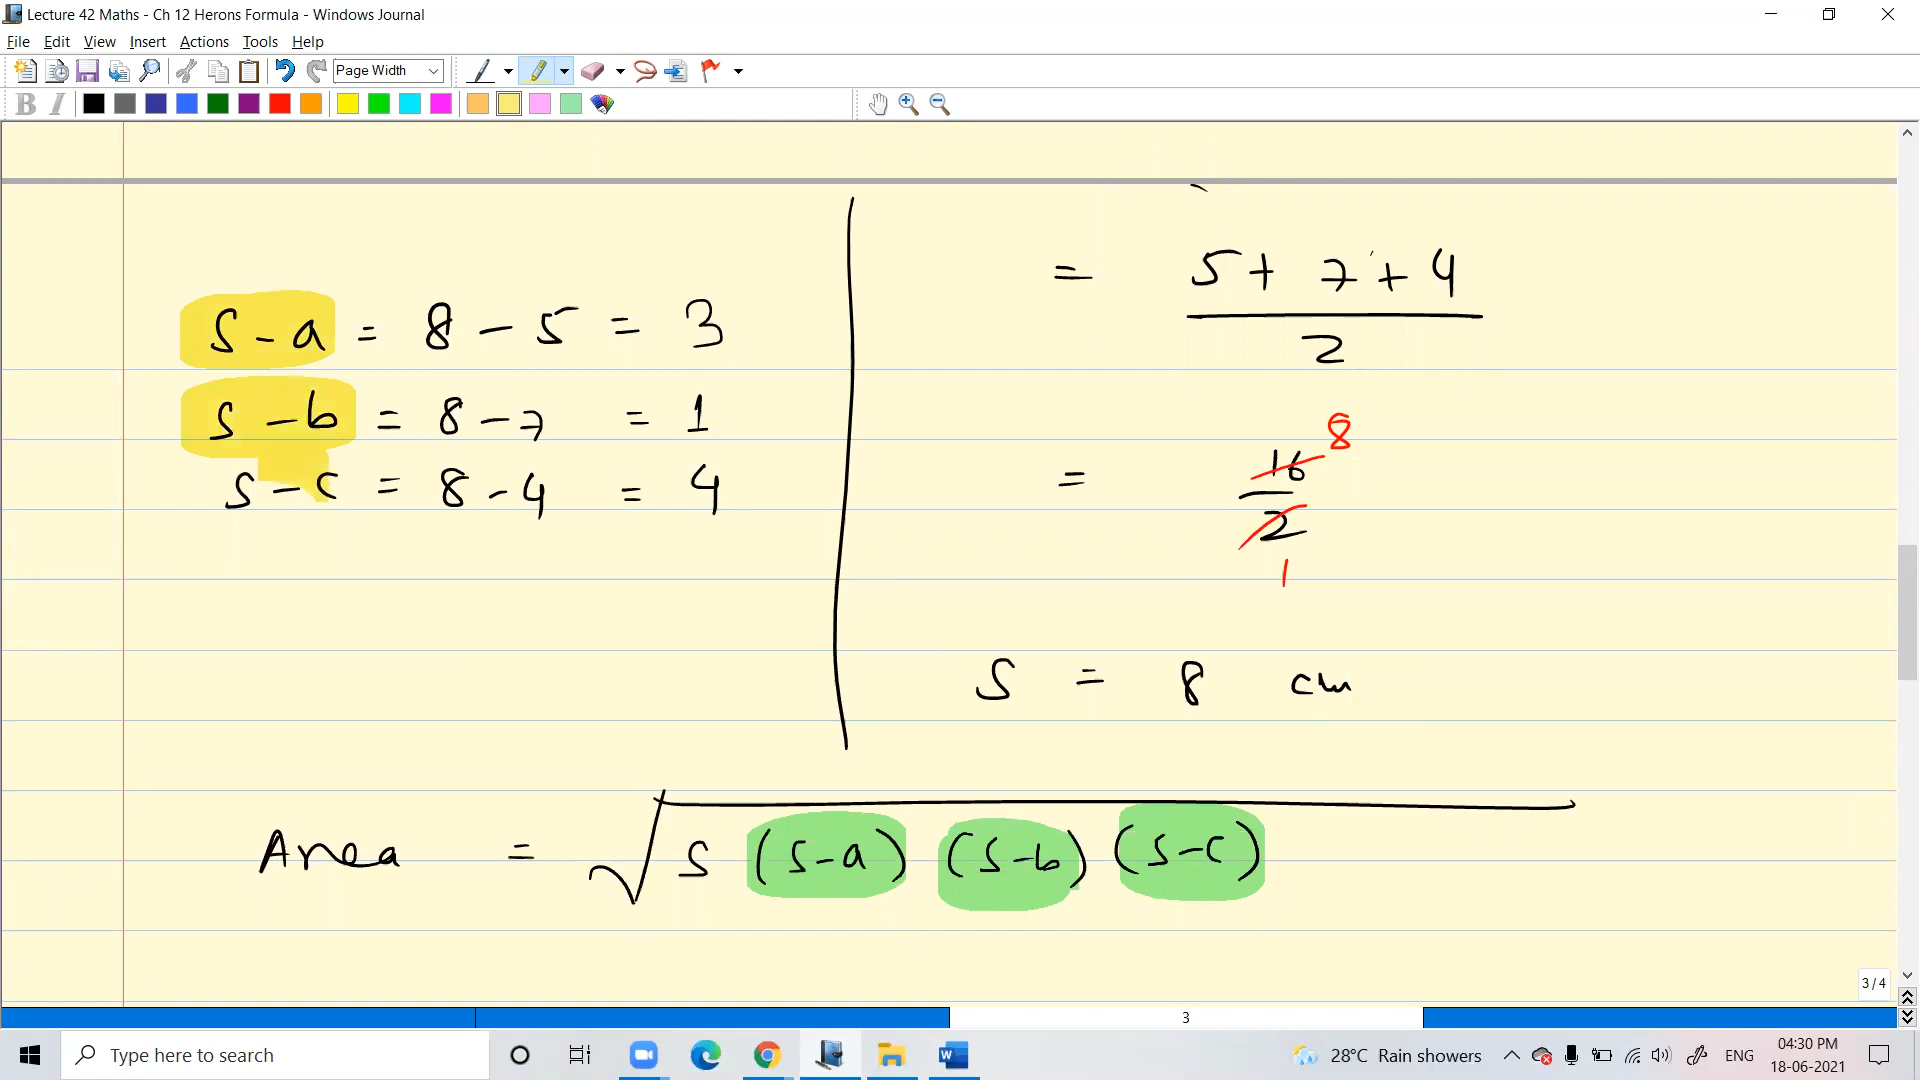 Lecture 42 Maths - Ch 12 Herons Formula - Windows Journal
File Edit View Insert Actions Tools Help
Page Width
B I
s - a = 8 - 5 = 3
s - b = 8 - 7 = 1
s - c = 8 - 4 = 4
= 5 + 7 + 4
2
= 16 8
2
1
S = 8 cm
Area = √ s (s-a) (s-b) (s-c)
3 / 4
3
Type here to search
28°C Rain showers
ENG
04:30 PM
18-06-2021